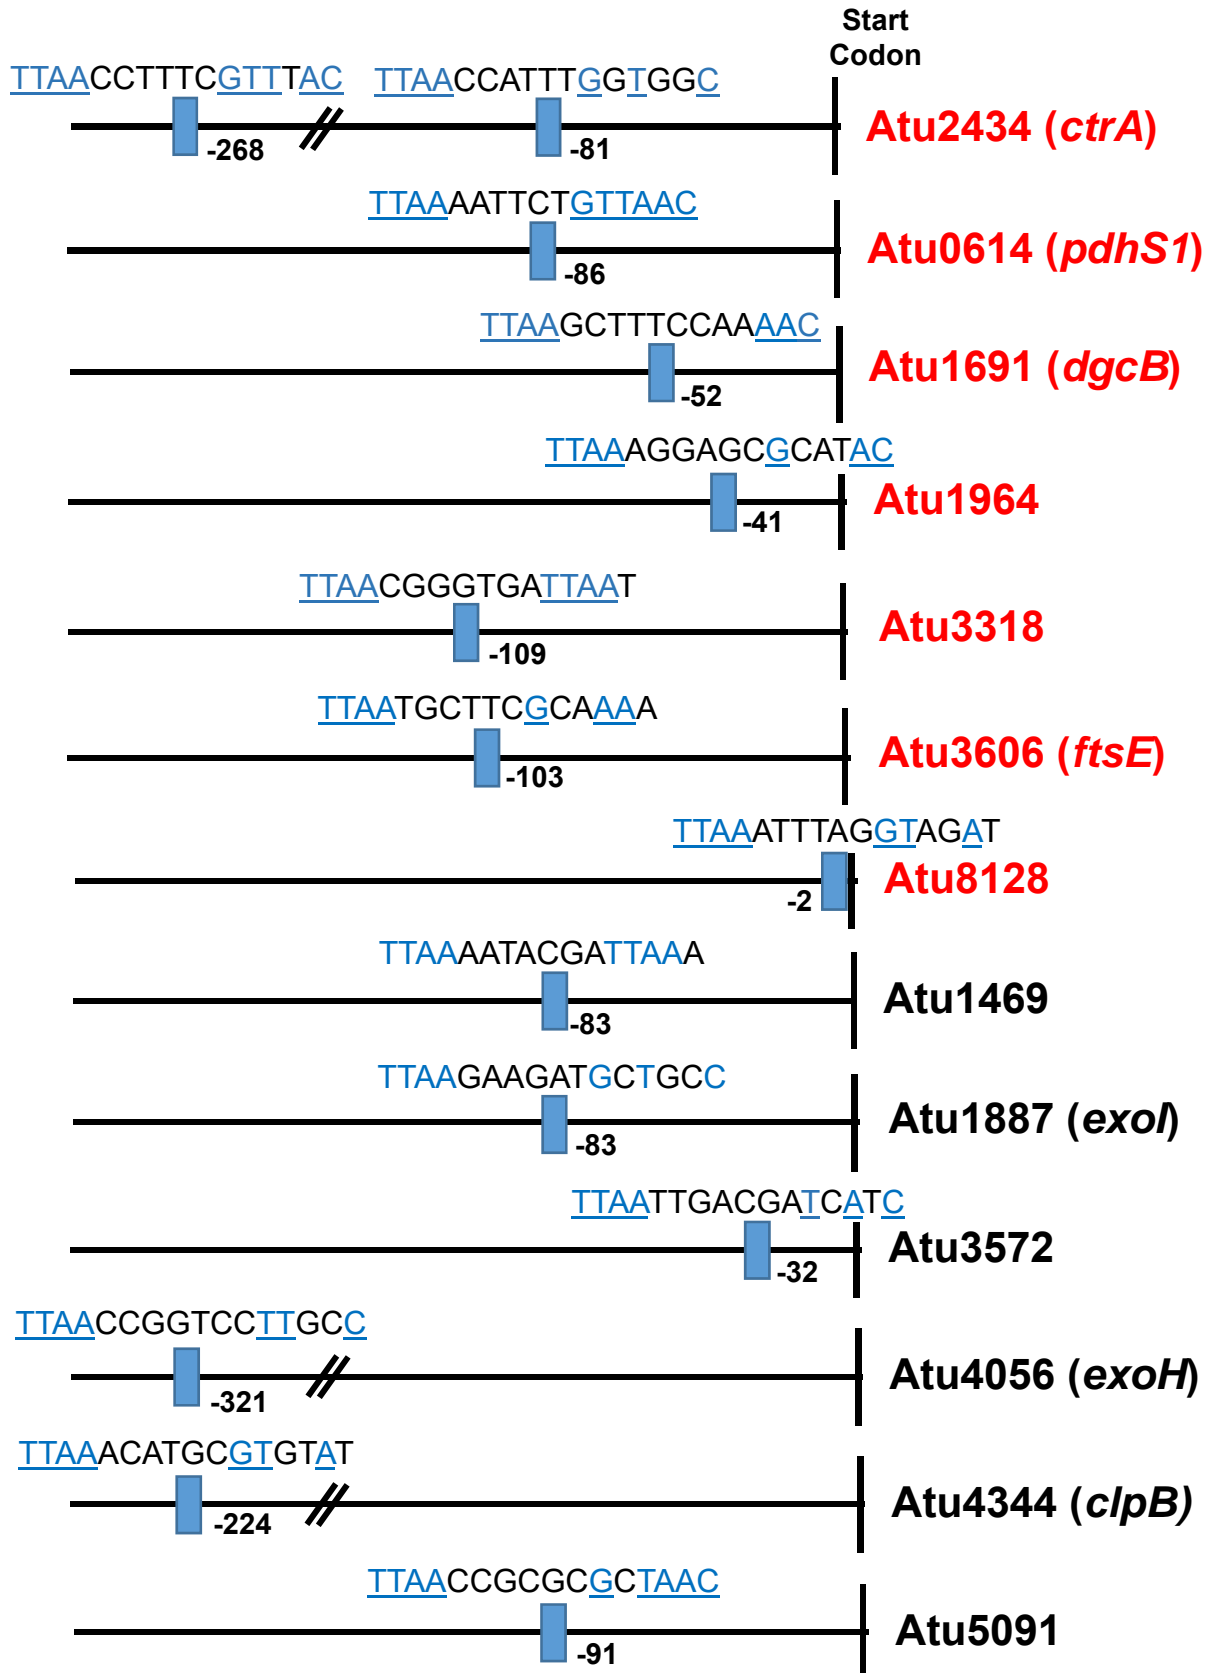 Start
Codon
TTAACCTTTCGTTTAC TTAACCATTTGGTGGC
-268 -81 Atu2434 (ctrA)
TTAAAATTCTGTTAAC
-86 Atu0614 (pdhS1)
TTAAGCTTTCCAAAAC
-52 Atu1691 (dgcB)
TTAAAGGAGCGCATAC
-41 Atu1964
TTAACGGGTGATTAAT
-109 Atu3318
TTAATGCTTCGCAAAA
-103 Atu3606 (ftsE)
TTAAATTTAGGTAGAT
-2 Atu8128
TTAAAATACGATTAAA
-83 Atu1469
TTAAGAAGATGCTGCC
-83 Atu1887 (exoI)
TTAATTGACGATCATC
-32 Atu3572
TTAACCGGTCCTTGCC
-321 Atu4056 (exoH)
TTAAACATGCGTGTAT
-224 Atu4344 (clpB)
TTAACCGCGCGCTAAC
-91 Atu5091